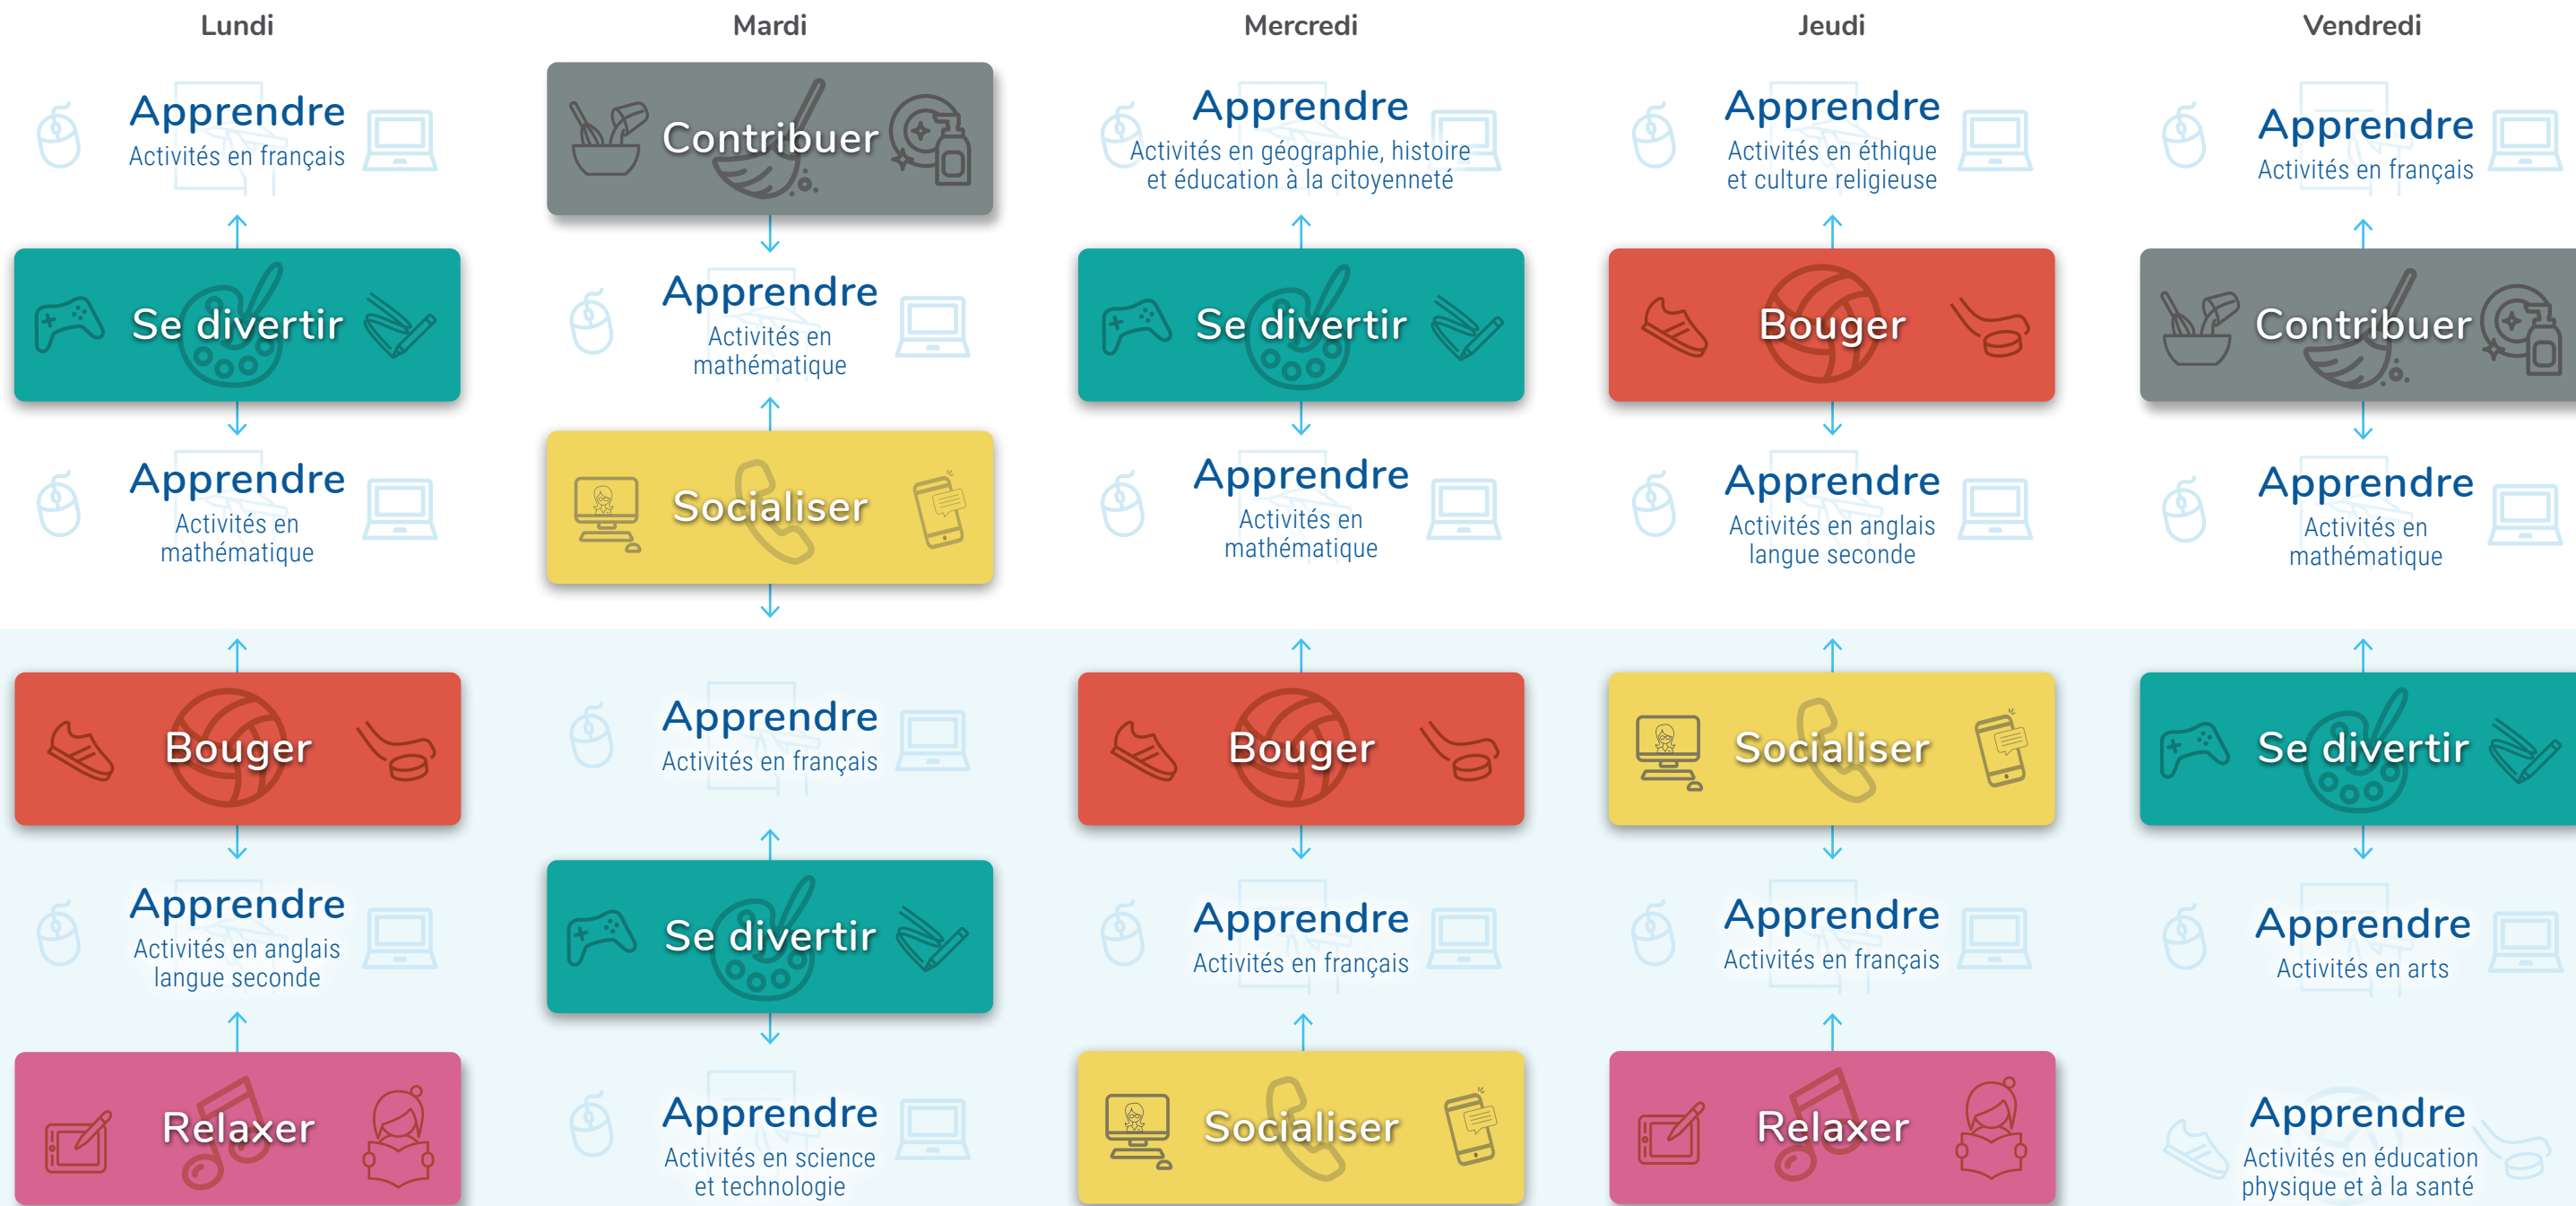 Lundi
Apprendre
Activités en français
Se divertir
Apprendre
Activités en
mathématique
Bouger
Apprendre
Activités en anglais
langue seconde
Relaxer
Mardi
Contribuer
Apprendre
Activités en
mathématique
Socialiser
Apprendre
Activités en français
Se divertir
Apprendre
Activités en science
et technologie
Mercredi
Apprendre
Activités en géographie, histoire
et éducation à la citoyenneté
Se divertir
Apprendre
Activités en
mathématique
Bouger
Apprendre
Activités en français
Socialiser
Jeudi
Apprendre
Activités en éthique
et culture religieuse
Bouger
Apprendre
Activités en anglais
langue seconde
Socialiser
Apprendre
Activités en français
Relaxer
Vendredi
Apprendre
Activités en français
Contribuer
Apprendre
Activités en
mathématique
Se divertir
Apprendre
Activités en arts
Apprendre
Activités en éducation
physique et à la santé